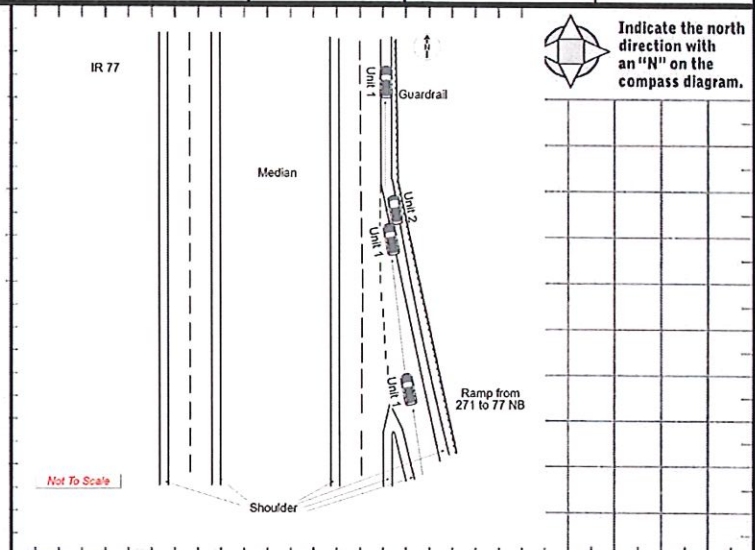 Indicate the north
direction with
an "N" on the
compass diagram.
IR 77
N
Unit 1
Guardrail
Median
Unit 2
Unit 1
Unit 1
Ramp from
271 to 77 NB
Not To Scale
Shoulder